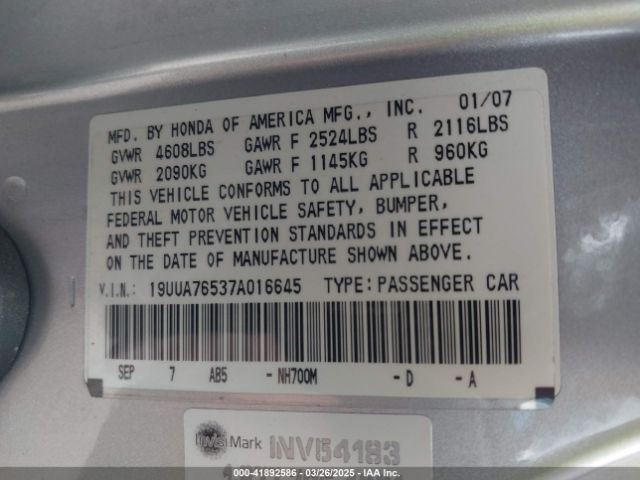 MFD. BY HONDA OF AMERICA MFG., INC. 01/07
GVWR 4608LBS GAWR F 2524LBS R 2116LBS
GVWR 2090KG GAWR F 1145KG R 960KG
THIS VEHICLE CONFORMS TO ALL APPLICABLE
FEDERAL MOTOR VEHICLE SAFETY, BUMPER,
AND THEFT PREVENTION STANDARDS IN EFFECT
ON THE DATE OF MANUFACTURE SHOWN ABOVE.
V.I.N.: 19UUA76537A016645 TYPE: PASSENGER CAR
SEP 7 AB5 - NH700M - D - A
Mark INV54183
000-41892586 | 03/26/2025 | IAA Inc.